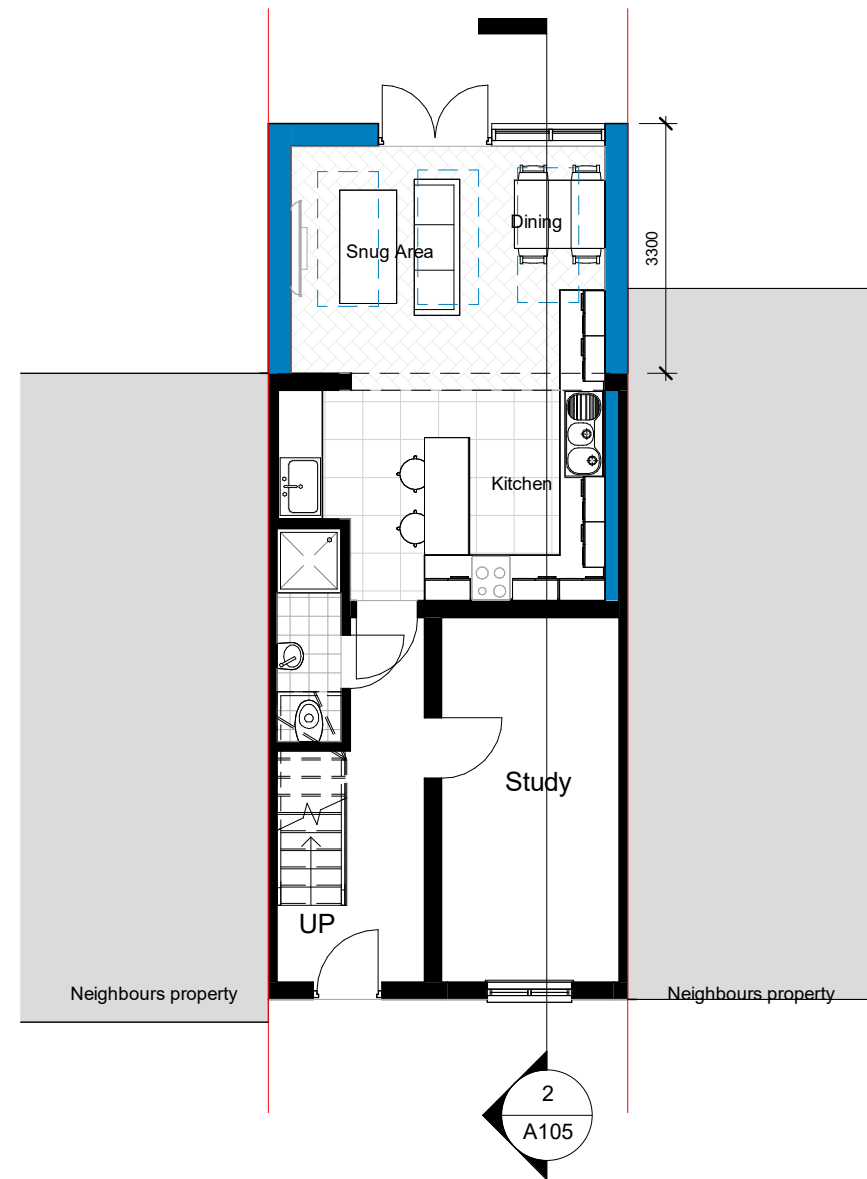 Dining
3300
Snug Area
Kitchen
Study
UP
Neighbours property
Neighbours property
2
A105